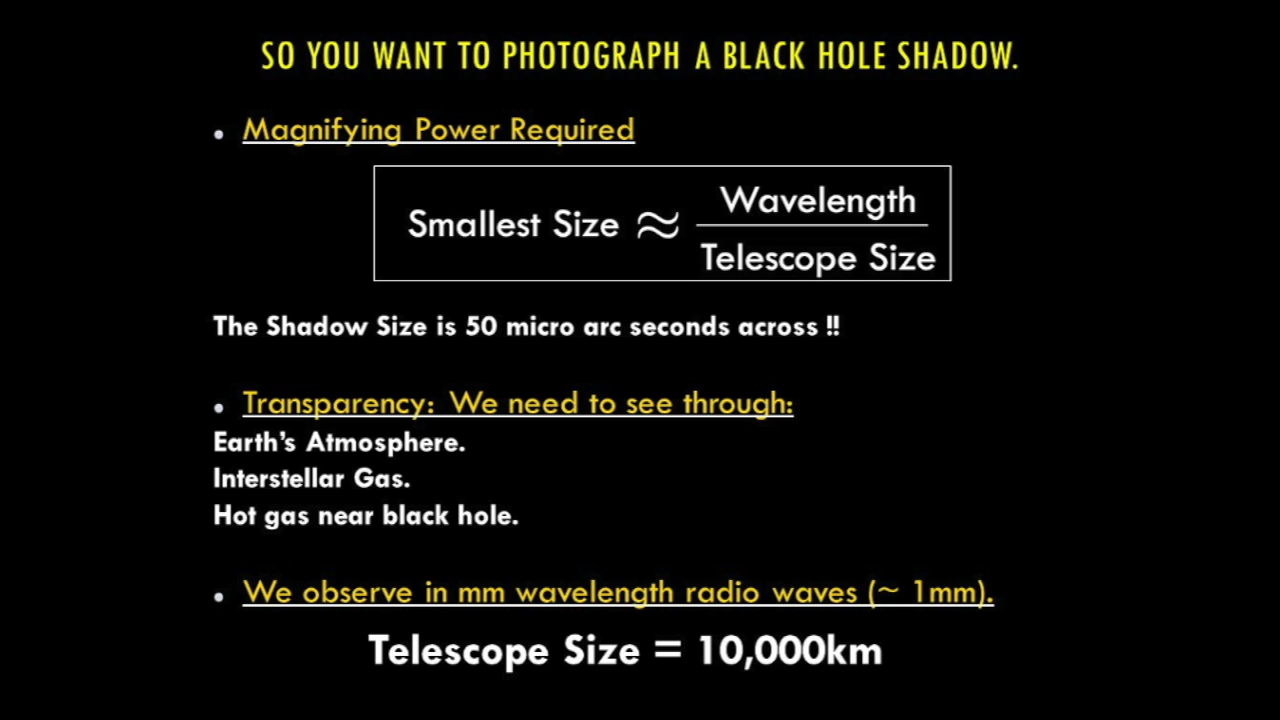 SO YOU WANT TO PHOTOGRAPH A BLACK HOLE SHADOW.
• Magnifying Power Required
Smallest Size ≈ Wavelength
Telescope Size
The Shadow Size is 50 micro arc seconds across !!
• Transparency: We need to see through:
Earth's Atmosphere.
Interstellar Gas.
Hot gas near black hole.
• We observe in mm wavelength radio waves (~ 1mm).
Telescope Size = 10,000km